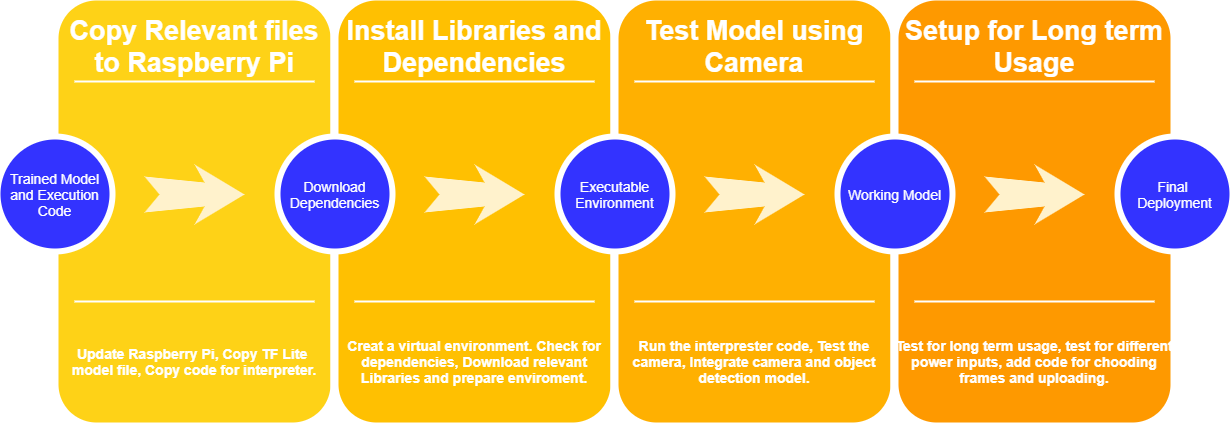 Copy Relevant files
to Raspberry Pi
Install Libraries and
Dependencies
Test Model using
Camera
Setup for Long term
Usage
Trained Model
and Execution
Code
Download
Dependencies
Executable
Environment
Working Model
Final
Deployment
Update Raspberry Pi, Copy TF Lite
model file, Copy code for interpreter.
Creat a virtual environment. Check for
dependencies, Download relevant
Libraries and prepare enviroment.
Run the interprester code, Test the
camera, Integrate camera and object
detection model.
Test for long term usage, test for different
power inputs, add code for chooding
frames and uploading.